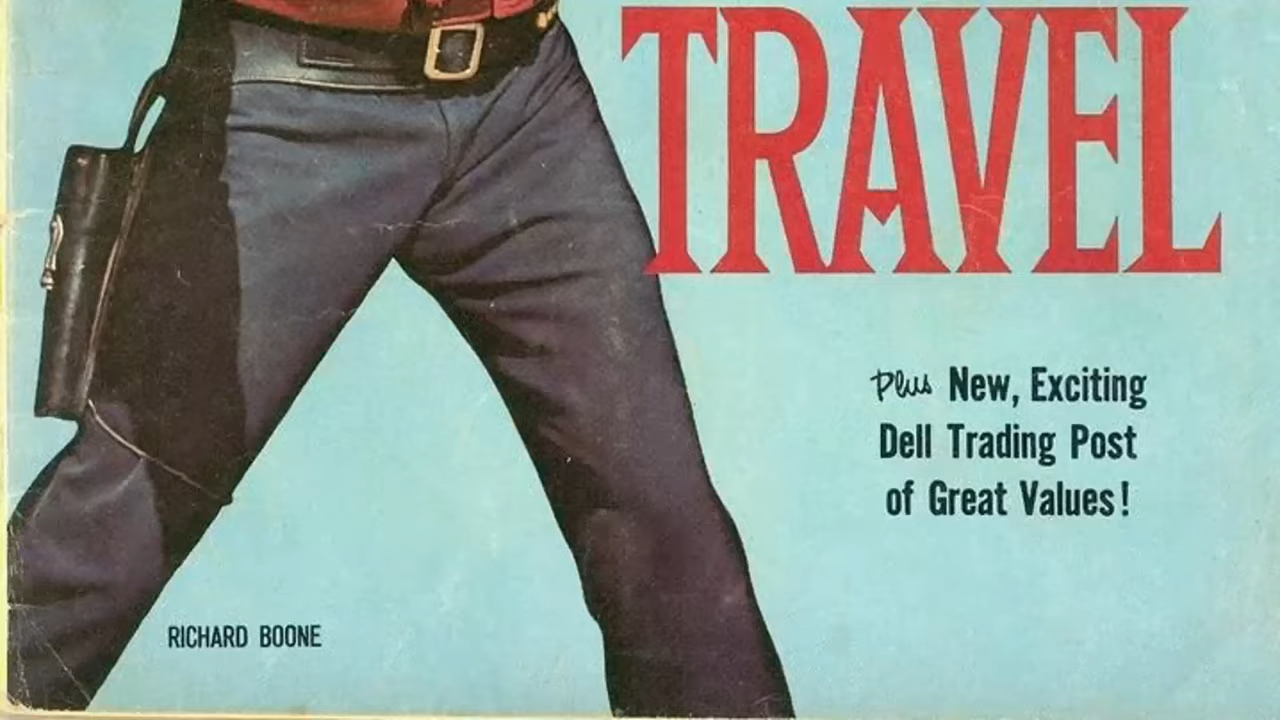 TRAVEL
Plus New, Exciting
Dell Trading Post
of Great Values!
RICHARD BOONE